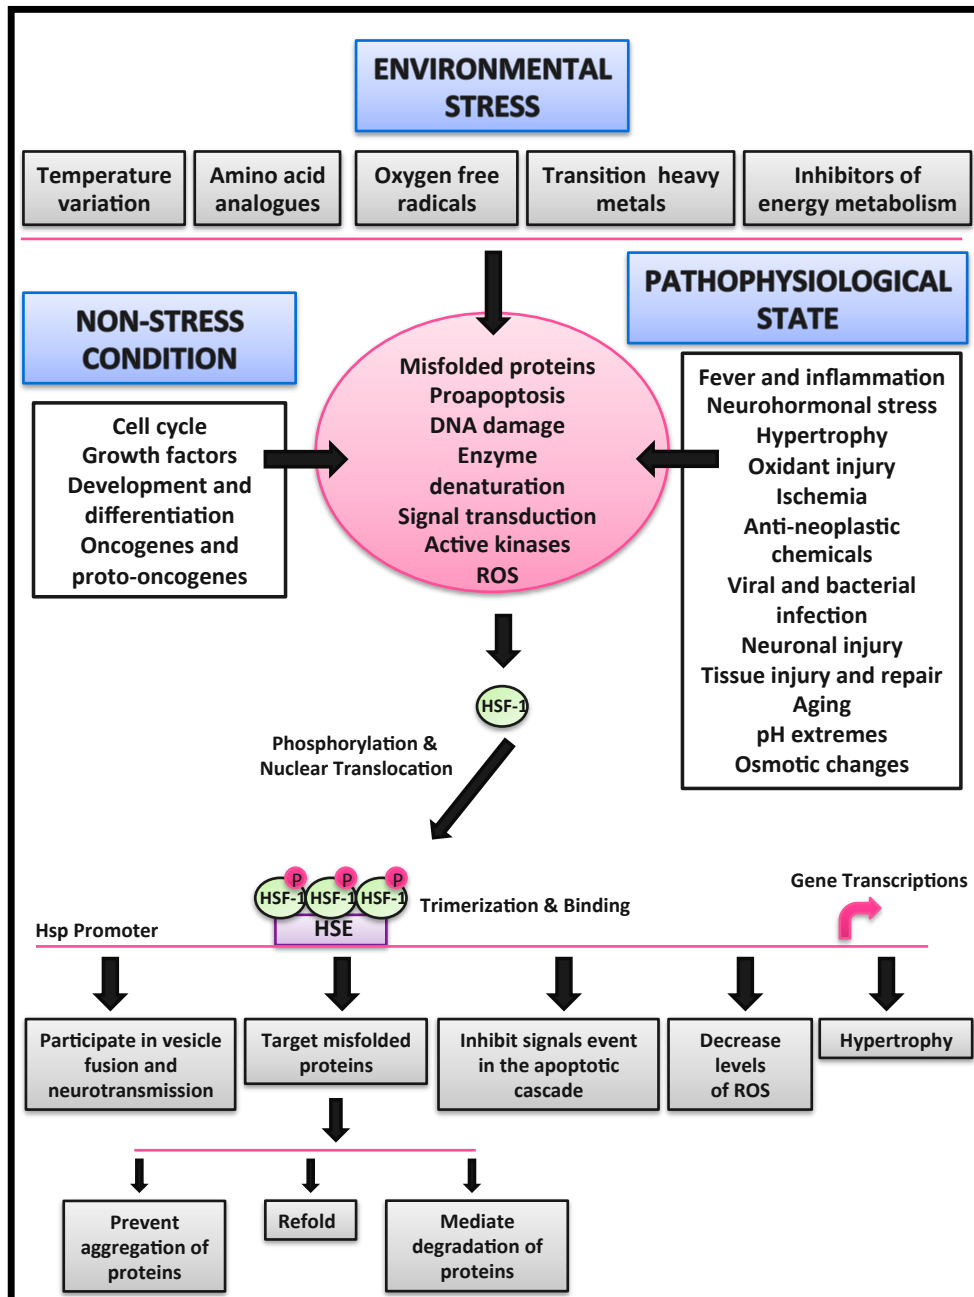 ENVIRONMENTAL
STRESS
Temperature
variation
Amino acid
analogues
Oxygen free
radicals
Transition heavy
metals
Inhibitors of
energy metabolism
NON-STRESS
CONDITION
PATHOPHYSIOLOGICAL
STATE
Cell cycle
Growth factors
Development and
differentiation
Oncogenes and
proto-oncogenes
Misfolded proteins
Proapoptosis
DNA damage
Enzyme
denaturation
Signal transduction
Active kinases
ROS
Fever and inflammation
Neurohormonal stress
Hypertrophy
Oxidant injury
Ischemia
Anti-neoplastic
chemicals
Viral and bacterial
infection
Neuronal injury
Tissue injury and repair
Aging
pH extremes
Osmotic changes
HSF-1
Phosphorylation &
Nuclear Translocation
P P P
HSF-1 HSF-1 HSF-1
HSE
Trimerization & Binding
Gene Transcriptions
Hsp Promoter
Participate in vesicle
fusion and
neurotransmission
Target misfolded
proteins
Inhibit signals event
in the apoptotic
cascade
Decrease
levels
of ROS
Hypertrophy
Prevent
aggregation of
proteins
Refold
Mediate
degradation of
proteins